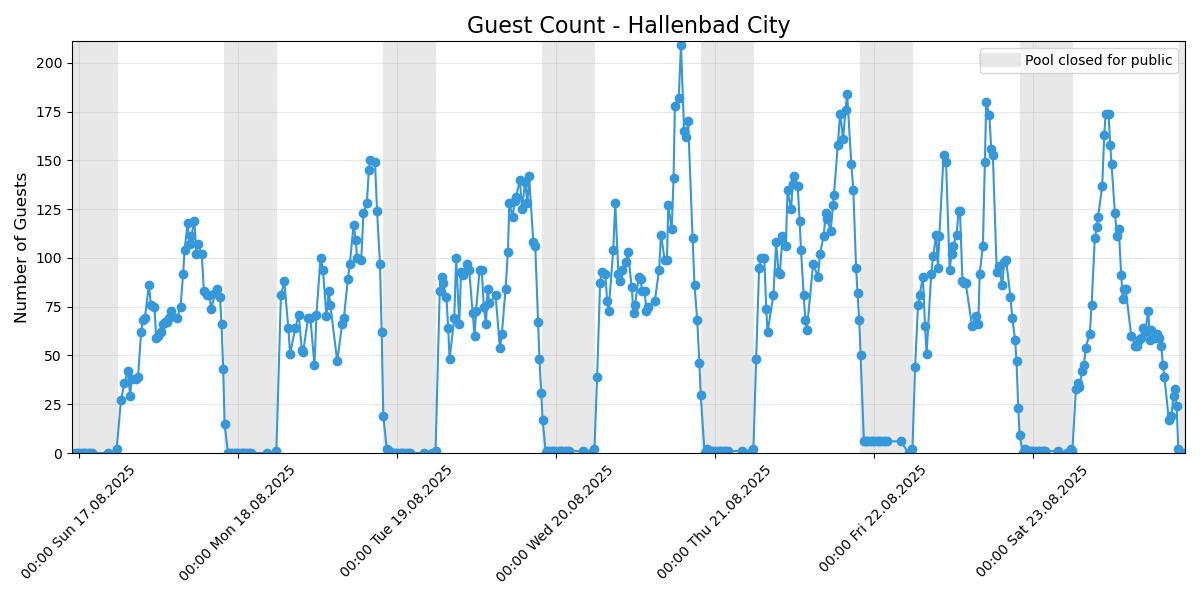 Guest Count - Hallenbad City
Pool closed for public
Number of Guests
200
175
150
125
100
75
50
25
0
00:00 Sun 17.08.2025
00:00 Mon 18.08.2025
00:00 Tue 19.08.2025
00:00 Wed 20.08.2025
00:00 Thu 21.08.2025
00:00 Fri 22.08.2025
00:00 Sat 23.08.2025